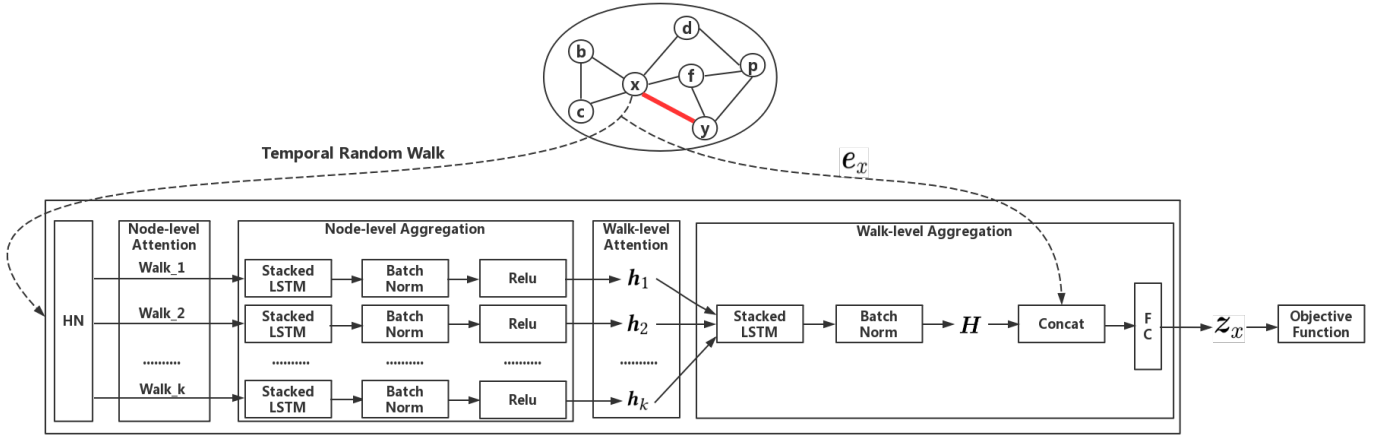 d
b
p
f
x
c
y
Temporal Random Walk
e_x
Node-level
Attention
Node-level Aggregation
Walk-level
Attention
Walk-level Aggregation
HN
Walk_1
Stacked
LSTM
Batch
Norm
Relu
h_1
Walk_2
Stacked
LSTM
Batch
Norm
Relu
h_2
Stacked
LSTM
Batch
Norm
H
Concat
F
C
z_x
Objective
Function
..........
..........
..........
..........
..........
Walk_k
Stacked
LSTM
Batch
Norm
Relu
h_k